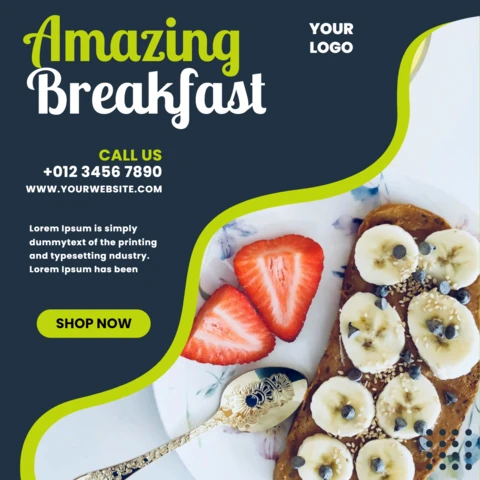 Amazing
Breakfast
YOUR
LOGO
CALL US
+012 3456 7890
WWW.YOURWEBSITE.COM
Lorem Ipsum is simply
dummytext of the printing
and typesetting ndustry.
Lorem Ipsum has been
SHOP NOW